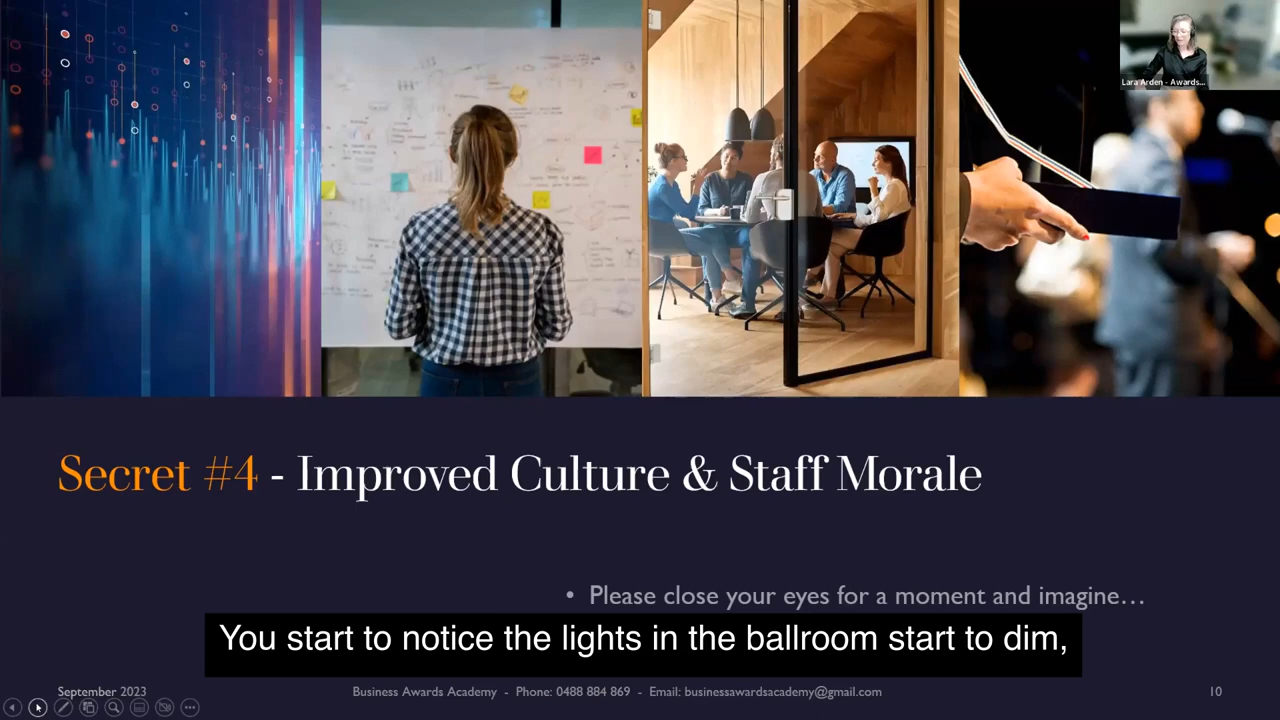 Lara Arden - Awards...
Secret #4 - Improved Culture & Staff Morale
• Please close your eyes for a moment and imagine…
You start to notice the lights in the ballroom start to dim,
September 2023
Business Awards Academy - Phone: 0488 884 869 - Email: businessawardsacademy@gmail.com
10